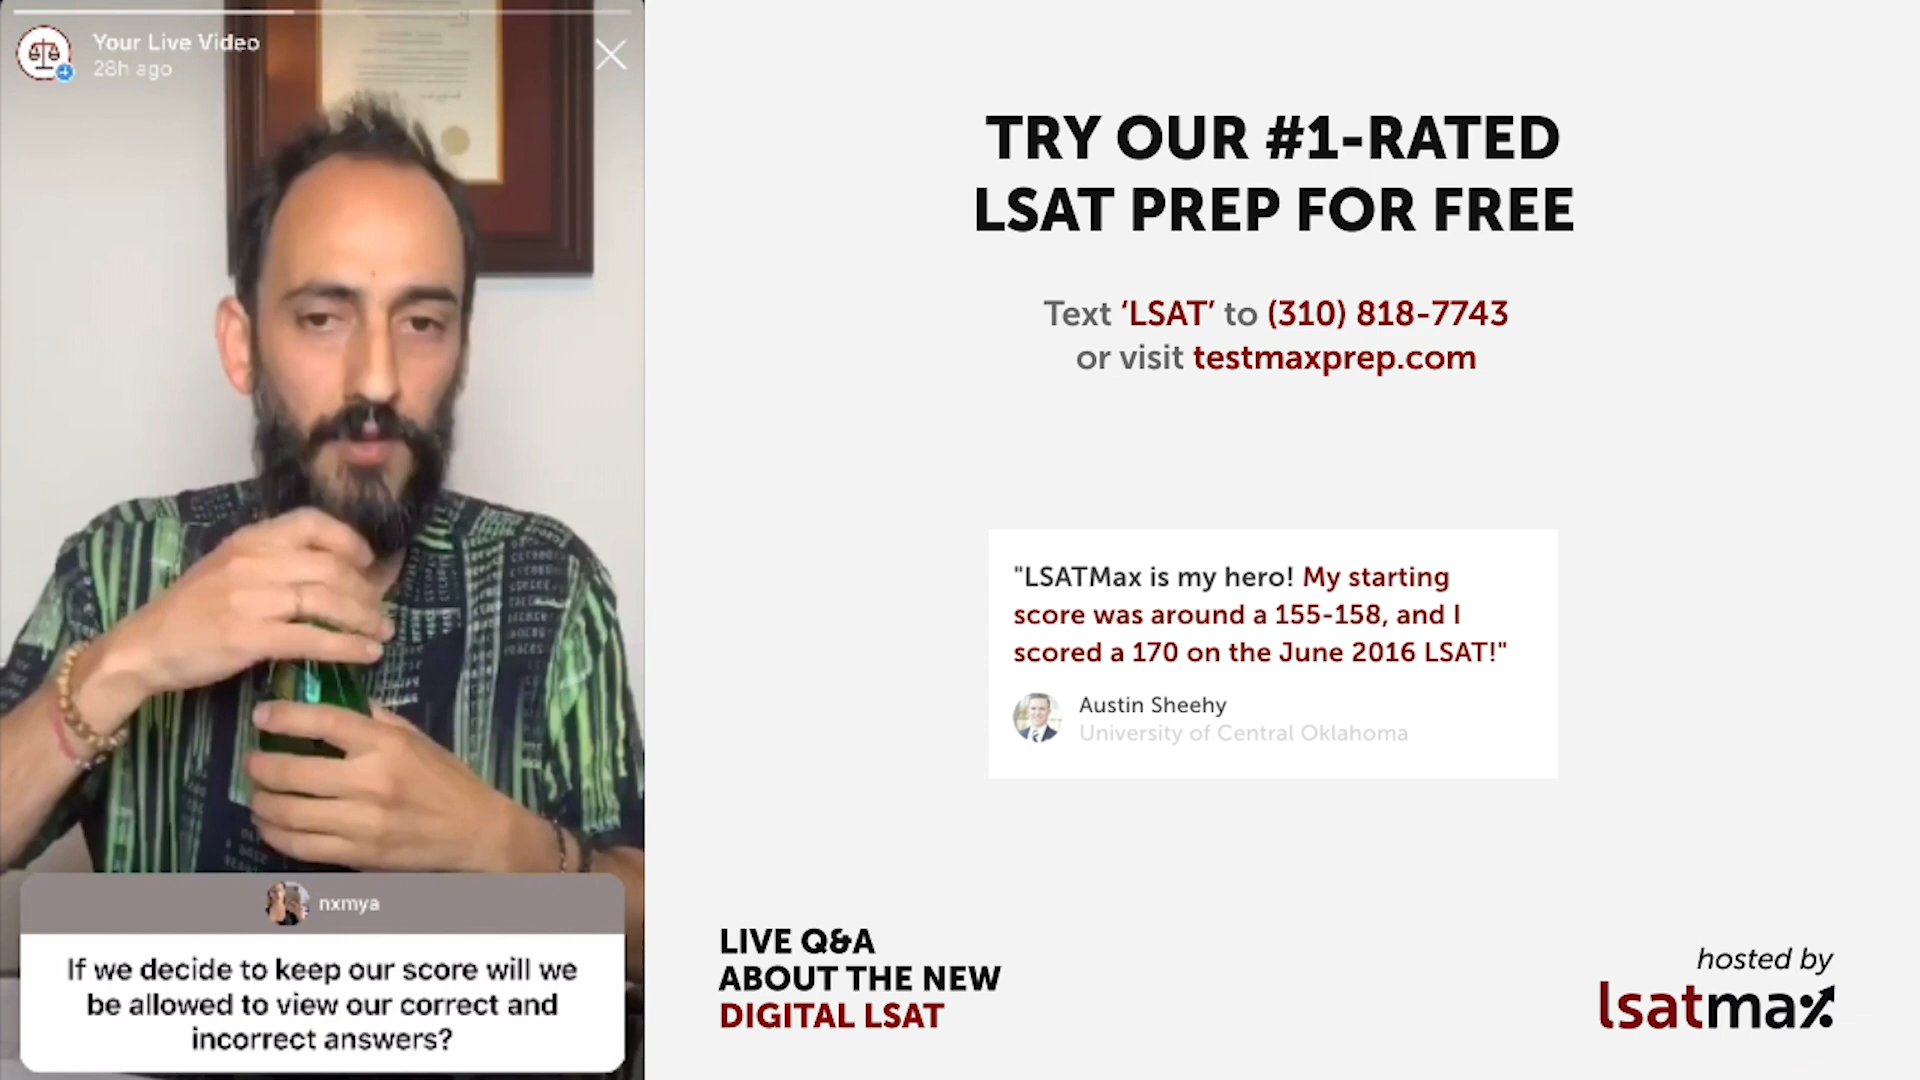 Your Live Video
28h ago
nxmya
If we decide to keep our score will we
be allowed to view our correct and
incorrect answers?
TRY OUR #1-RATED
LSAT PREP FOR FREE
Text ‘LSAT’ to (310) 818-7743
or visit testmaxprep.com
"LSATMax is my hero! My starting
score was around a 155-158, and I
scored a 170 on the June 2016 LSAT!"
Austin Sheehy
University of Central Oklahoma
LIVE Q&A
ABOUT THE NEW
DIGITAL LSAT
hosted by
lsatmax